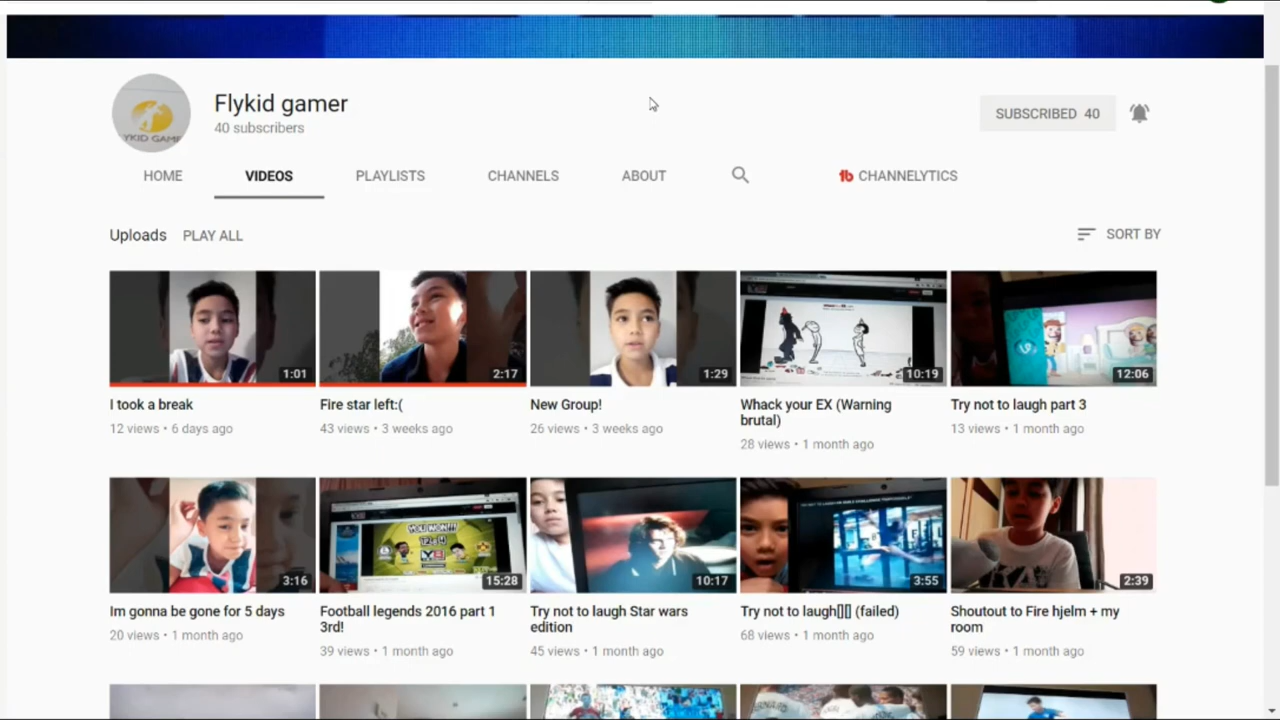 Flykid gamer
40 subscribers
SUBSCRIBED 40
YKID GAME
HOME
VIDEOS
PLAYLISTS
CHANNELS
ABOUT
CHANNELYTICS
Uploads
PLAY ALL
SORT BY
1:01
2:17
1:29
10:19
12:06
I took a break
Fire star left:(
New Group!
Whack your EX (Warning
brutal)
Try not to laugh part 3
12 views • 6 days ago
43 views • 3 weeks ago
26 views • 3 weeks ago
28 views • 1 month ago
13 views • 1 month ago
YOU WON!!!
3:16
15:28
10:17
3:55
2:39
Im gonna be gone for 5 days
Football legends 2016 part 1
3rd!
Try not to laugh Star wars
edition
Try not to laugh[][] (failed)
Shoutout to Fire hjelm + my
room
20 views • 1 month ago
39 views • 1 month ago
45 views • 1 month ago
68 views • 1 month ago
59 views • 1 month ago